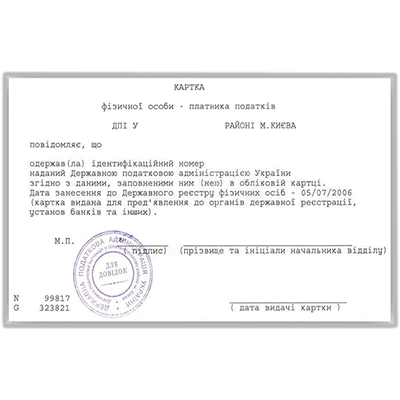 КАРТКА
фізичної особи - платника податків
ДПІ У РАЙОНІ М.КИЄВА
повідомляє, що
одержав(ла) ідентифікаційний номер
наданий Державною податковою адміністрацією України
згідно з даними, заповненими ним (нею) в обліковій картці.
Дата занесення до Державного реєстру фізичних осіб - 05/07/2006
(картка видана для пред'явлення до органів державної реєстрації,
установ банків та інших).
М.П.
( підпис) (прізвище та ініціали начальника відділу)
ДЕРЖАВНА ПОДАТКОВА АДМІНІСТРАЦІЯ УКРАЇНИ
ДЛЯ
ДОВІДОК
N 99817
G 323821
( дата видачі картки )